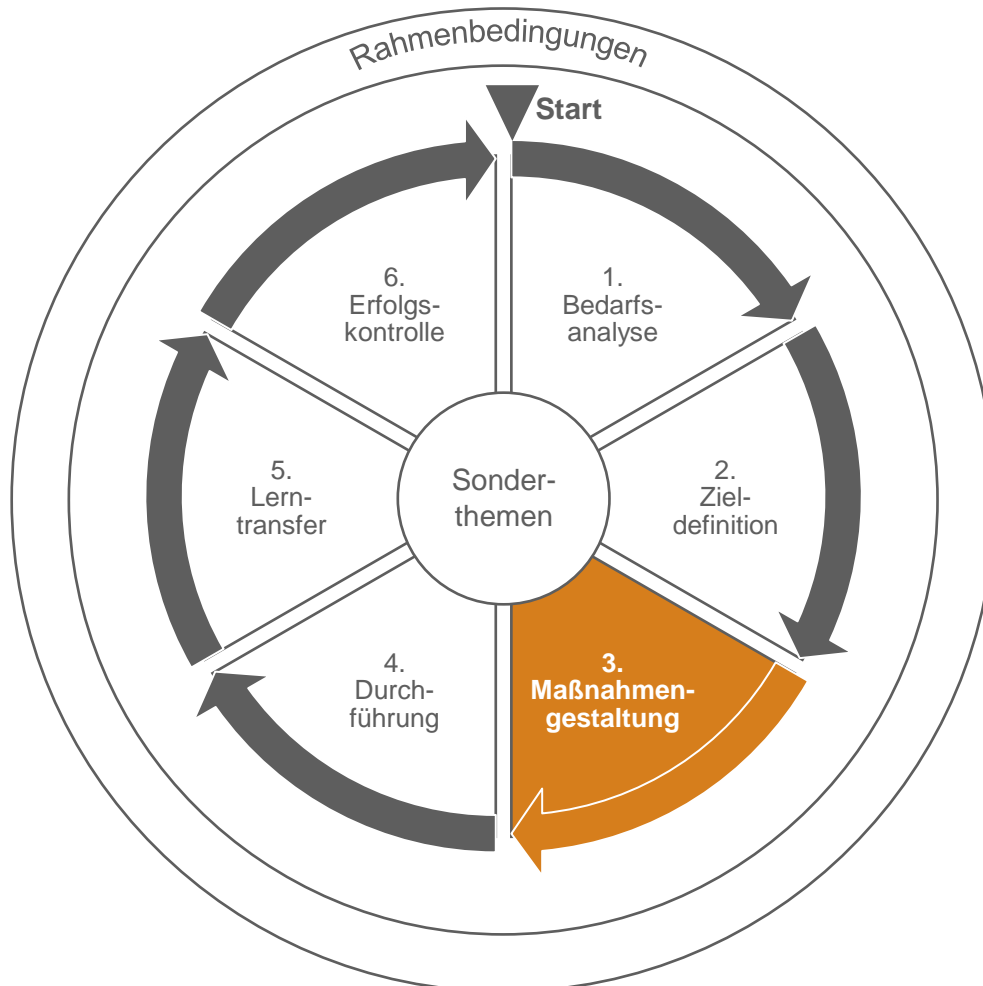 Rahmenbedingungen
Start
1.
Bedarfs-
analyse
2.
Ziel-
definition
3.
Maßnahmen-
gestaltung
4.
Durch-
führung
5.
Lern-
transfer
6.
Erfolgs-
kontrolle
Sonder-
themen